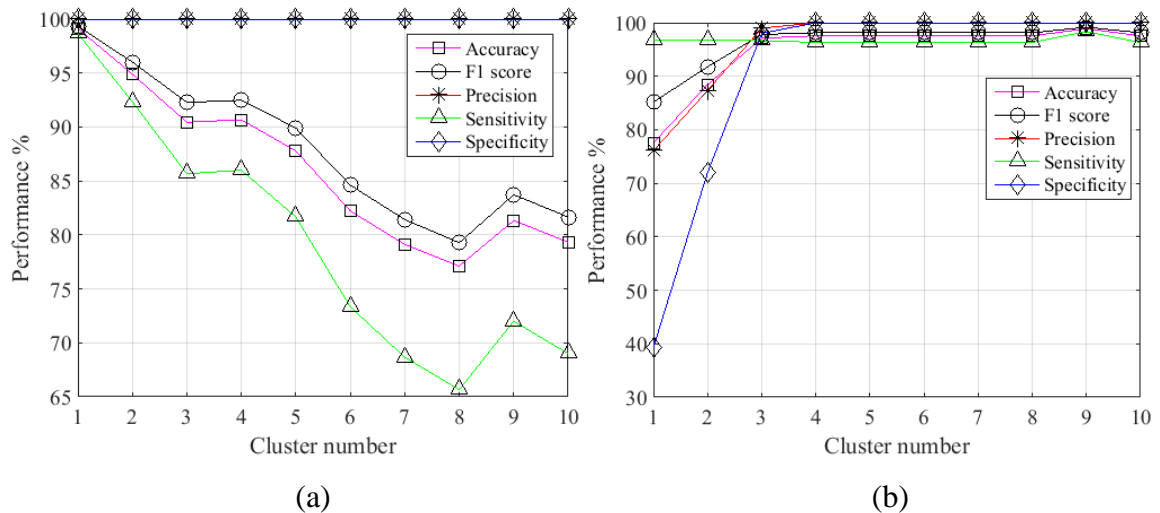 100
95
90
85
80
75
70
65
Performance %
1 2 3 4 5 6 7 8 9 10
Cluster number
Accuracy
F1 score
Precision
Sensitivity
Specificity
(a)
100
90
80
70
60
50
40
30
Performance %
1 2 3 4 5 6 7 8 9 10
Cluster number
Accuracy
F1 score
Precision
Sensitivity
Specificity
(b)